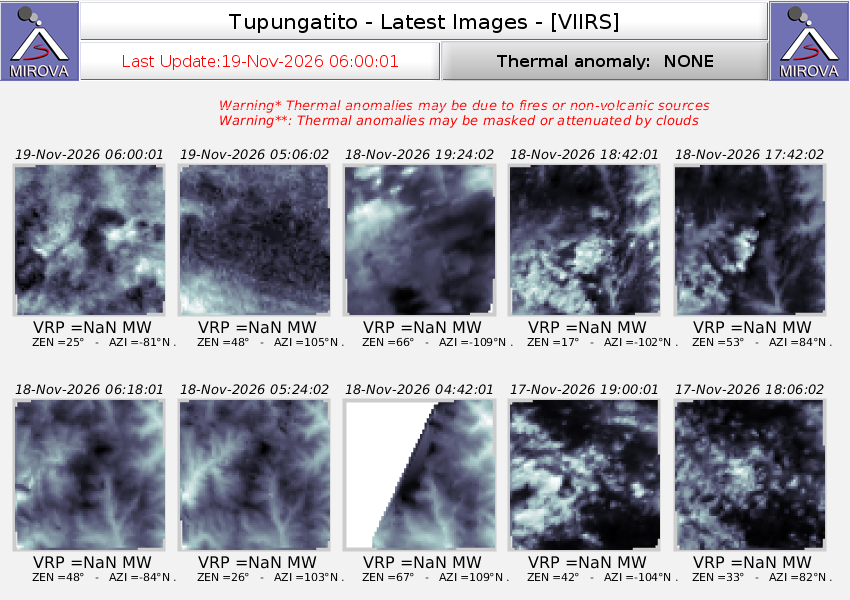 Tupungatito - Latest Images - [VIIRS]
MIROVA
MIROVA
Last Update:19-Nov-2026 06:00:01
Thermal anomaly: NONE
Warning* Thermal anomalies may be due to fires or non-volcanic sources
Warning**: Thermal anomalies may be masked or attenuated by clouds
19-Nov-2026 06:00:01
19-Nov-2026 05:06:02
18-Nov-2026 19:24:02
18-Nov-2026 18:42:01
18-Nov-2026 17:42:02
VRP =NaN MW
VRP =NaN MW
VRP =NaN MW
VRP =NaN MW
VRP =NaN MW
ZEN =25° - AZI =-81°N .
ZEN =48° - AZI =105°N .
ZEN =66° - AZI =-109°N .
ZEN =17° - AZI =-102°N .
ZEN =53° - AZI =84°N .
18-Nov-2026 06:18:01
18-Nov-2026 05:24:02
18-Nov-2026 04:42:01
17-Nov-2026 19:00:01
17-Nov-2026 18:06:02
VRP =NaN MW
VRP =NaN MW
VRP =NaN MW
VRP =NaN MW
VRP =NaN MW
ZEN =48° - AZI =-84°N .
ZEN =26° - AZI =103°N .
ZEN =67° - AZI =109°N .
ZEN =42° - AZI =-104°N .
ZEN =33° - AZI =82°N .